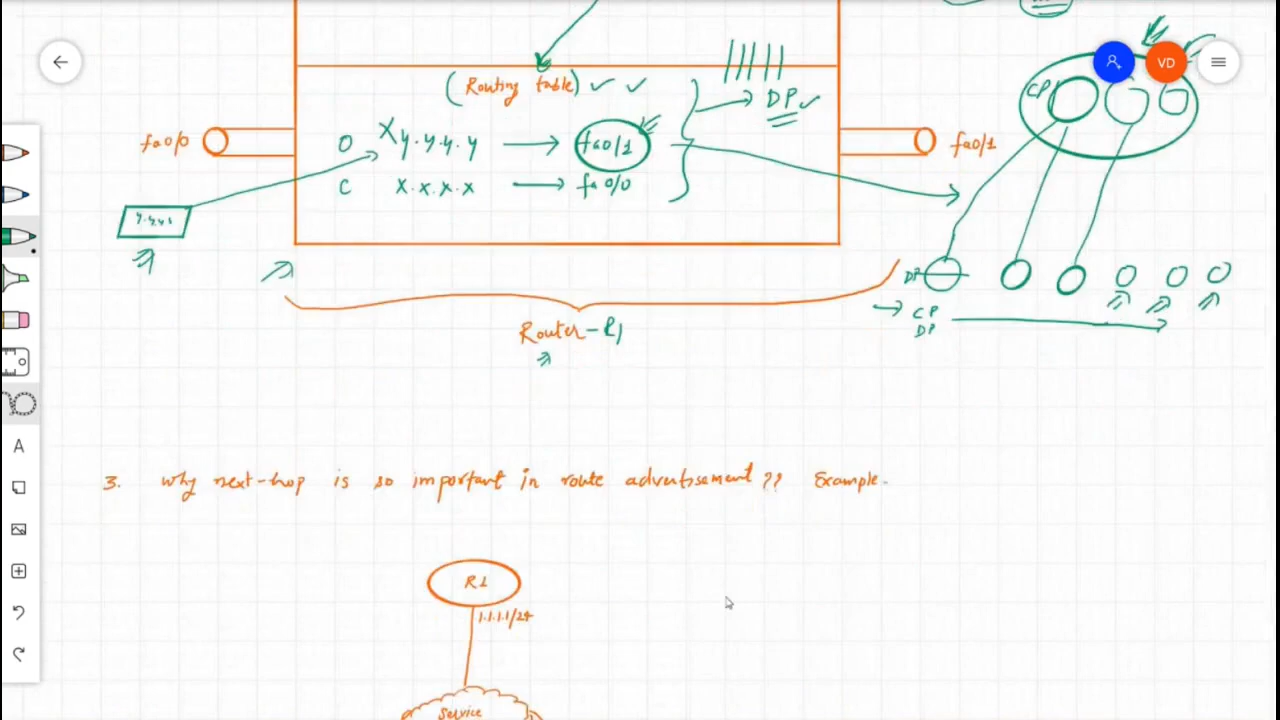 VD
CP
(Routing table)
DP
fa0/0
O y.y.y.y → fa0/1
fa0/1
C x.x.x.x → fa0/0
DP
→ CP
DP
Router-R1
3. why next-hop is so important in route advertisement ?? Example.
R1
1.1.1.1/24
Service
A